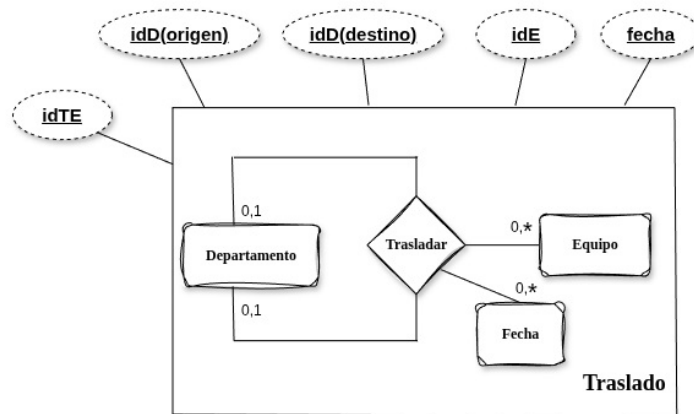 idD(origen)
idD(destino)
idE
fecha
idTE
0,1
Departamento
0,1
Trasladar
0,*
Equipo
0,*
Fecha
Traslado